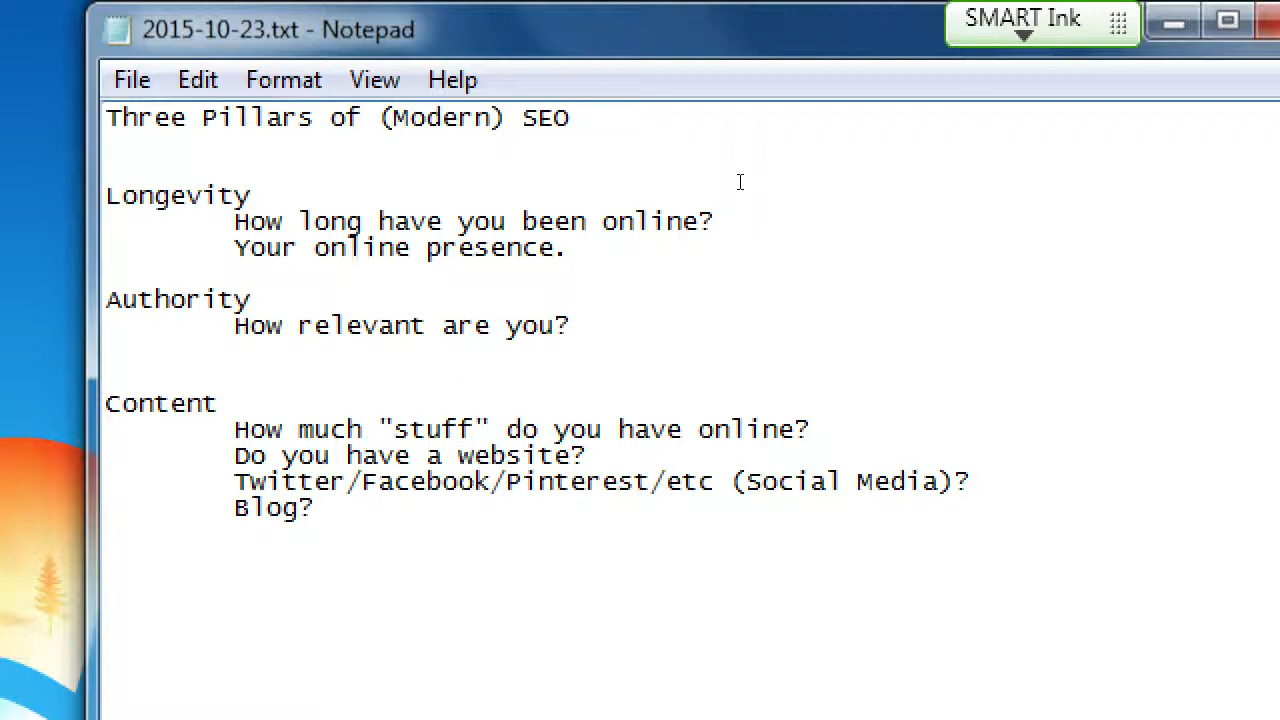 2015-10-23.txt - Notepad
SMART Ink
File Edit Format View Help
Three Pillars of (Modern) SEO
Longevity
How long have you been online?
Your online presence.
Authority
How relevant are you?
Content
How much "stuff" do you have online?
Do you have a website?
Twitter/Facebook/Pinterest/etc (Social Media)?
Blog?